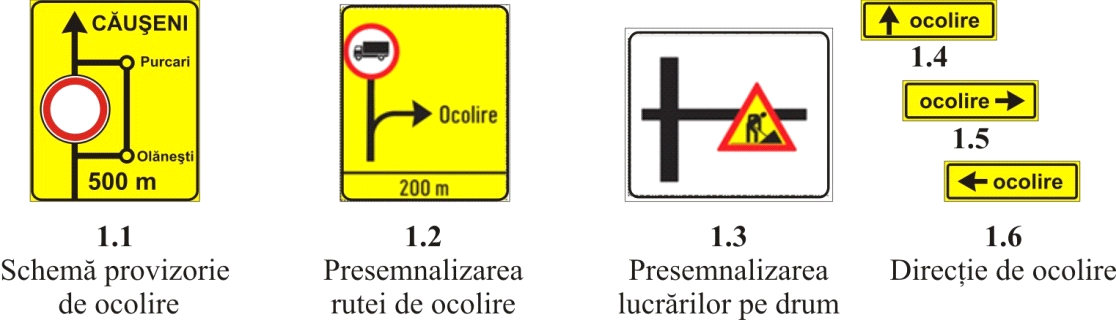 CĂUŞENI
Purcari
Olăneşti
500 m
1.1
Schemă provizorie
de ocolire
Ocolire
200 m
1.2
Presemnalizarea
rutei de ocolire
1.3
Presemnalizarea
lucrărilor pe drum
ocolire
1.4
ocolire
1.5
ocolire
1.6
Direcție de ocolire